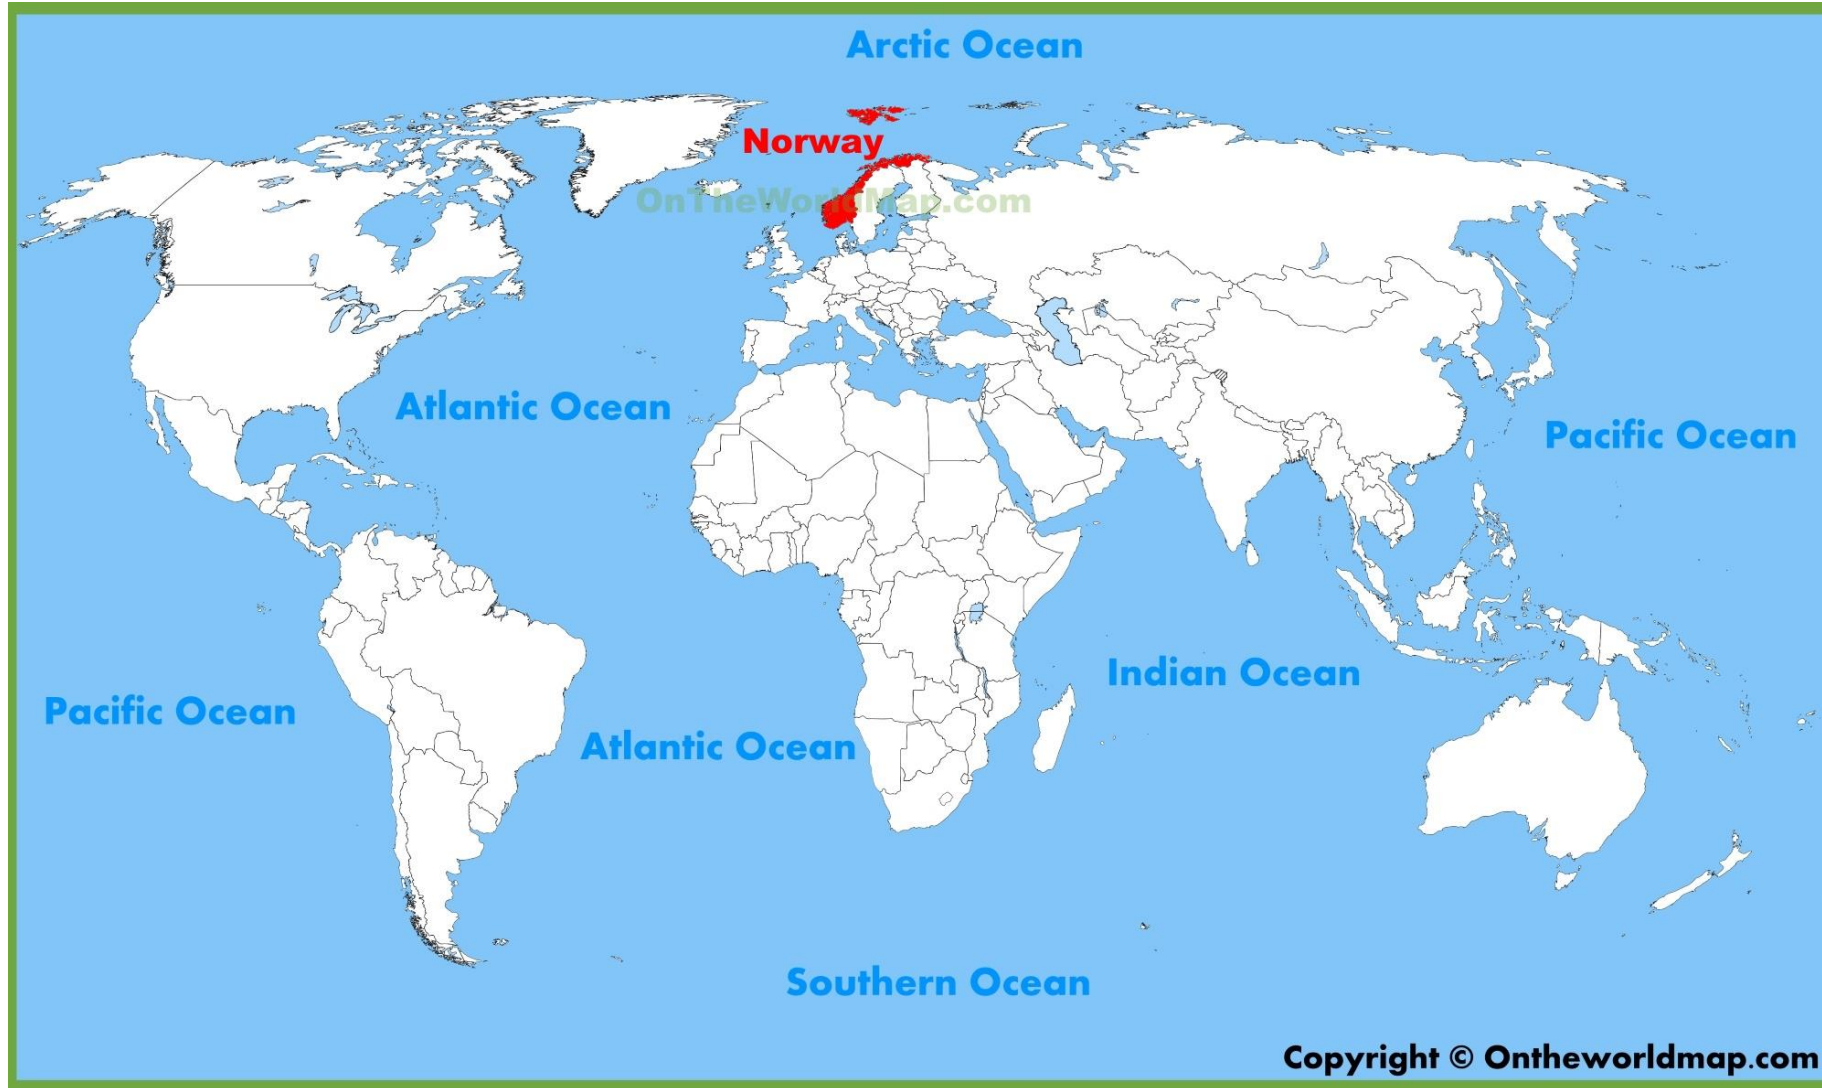 Arctic Ocean
Norway
OnTheWorldMap.com
Atlantic Ocean
Pacific Ocean
Indian Ocean
Pacific Ocean
Atlantic Ocean
Southern Ocean
Copyright © Ontheworldmap.com